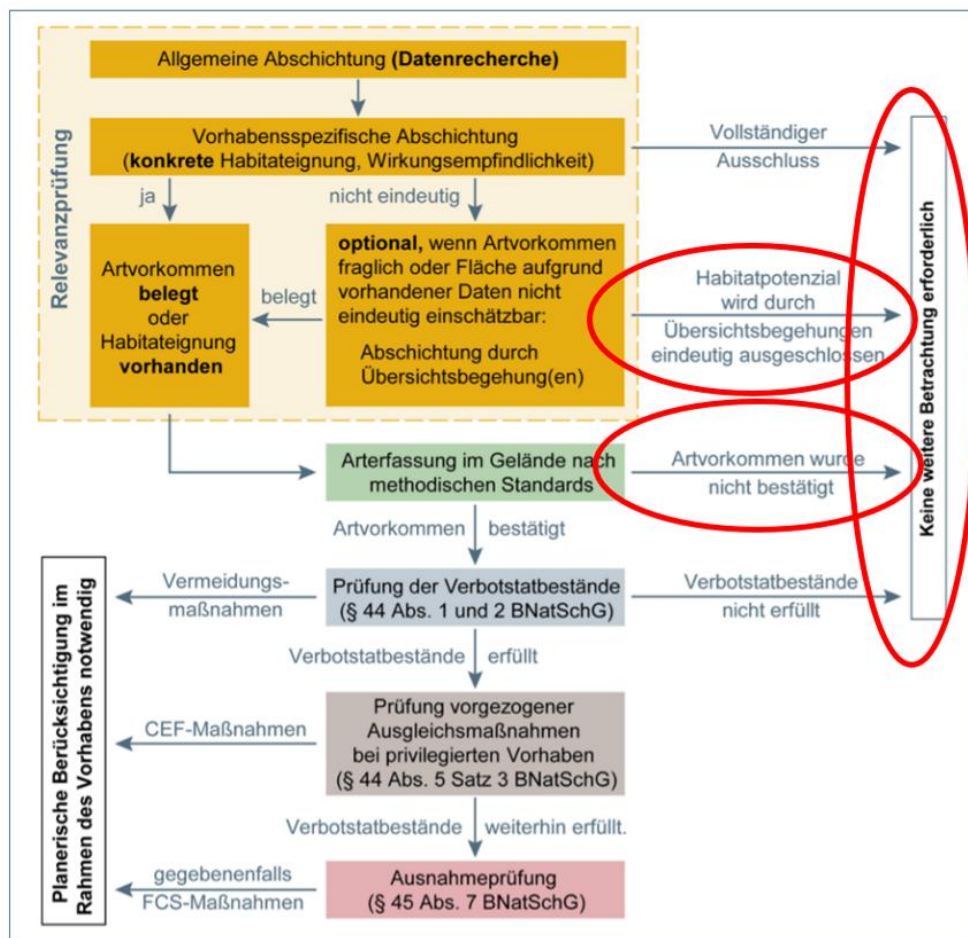 Relevanzprüfung
Allgemeine Abschichtung (Datenrecherche)
Vorhabensspezifische Abschichtung
(konkrete Habitateignung, Wirkungsempfindlichkeit)
Vollständiger
Ausschluss
ja
nicht eindeutig
Artvorkommen
belegt
oder
Habitateignung
vorhanden
belegt
optional, wenn Artvorkommen
fraglich oder Fläche aufgrund
vorhandener Daten nicht
eindeutig einschätzbar:
Abschichtung durch
Übersichtsbegehung(en)
Habitatpotenzial
wird durch
Übersichtsbegehungen
eindeutig ausgeschlossen
Keine weitere Betrachtung erforderlich
Arterfassung im Gelände nach
methodischen Standards
Artvorkommen wurde
nicht bestätigt
Artvorkommen bestätigt
Planerische Berücksichtigung im
Rahmen des Vorhabens notwendig
Vermeidungs-
maßnahmen
Prüfung der Verbotstatbestände
(§ 44 Abs. 1 und 2 BNatSchG)
Verbotstatbestände
nicht erfüllt
Verbotstatbestände erfüllt
CEF-Maßnahmen
Prüfung vorgezogener
Ausgleichsmaßnahmen
bei privilegierten Vorhaben
(§ 44 Abs. 5 Satz 3 BNatSchG)
Verbotstatbestände weiterhin erfüllt.
gegebenenfalls
FCS-Maßnahmen
Ausnahmeprüfung
(§ 45 Abs. 7 BNatSchG)